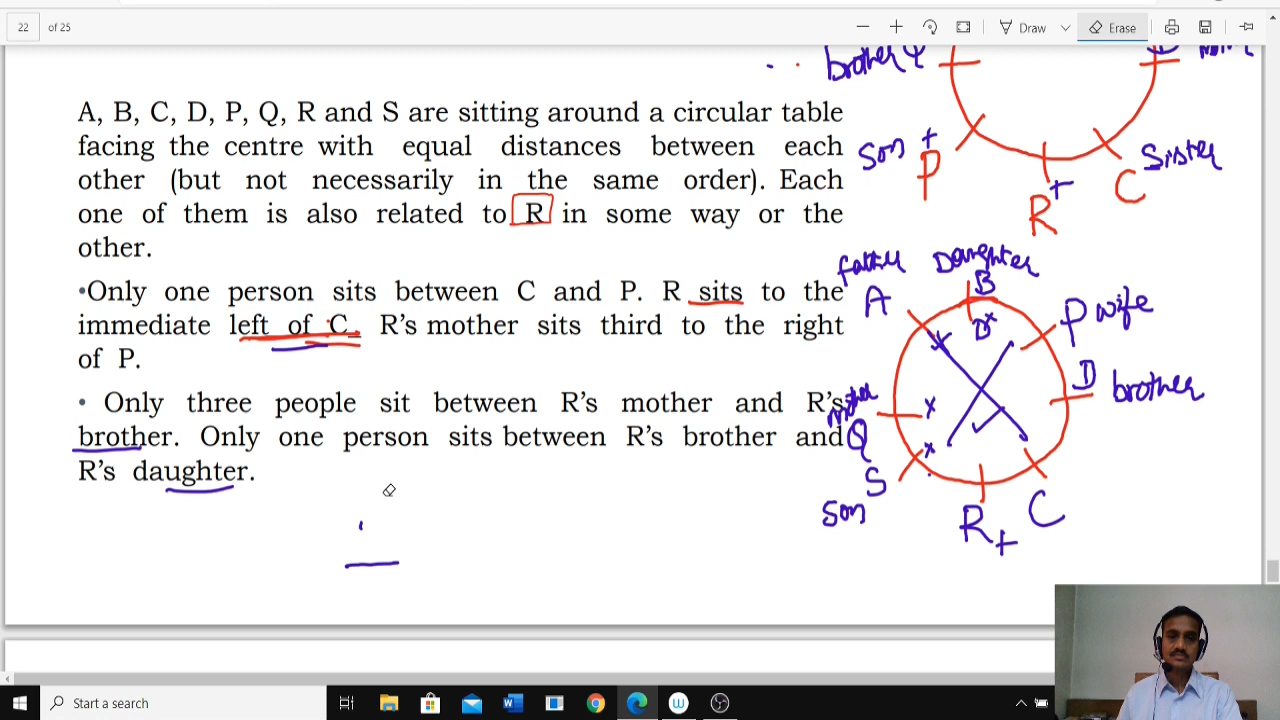 22 of 25
Draw
Erase
brother Q
A, B, C, D, P, Q, R and S are sitting around a circular table
facing the centre with equal distances between each
other (but not necessarily in the same order). Each
one of them is also related to R in some way or the
other.
Son + P
Sister
R + C
•Only one person sits between C and P. R sits to the
immediate left of C. R's mother sits third to the right
of P.
• Only three people sit between R's mother and R's
brother. Only one person sits between R's brother and
R's daughter.
father Daughter
A B P wife
D brother
mother
Q
S
Son
R + C
Start a search